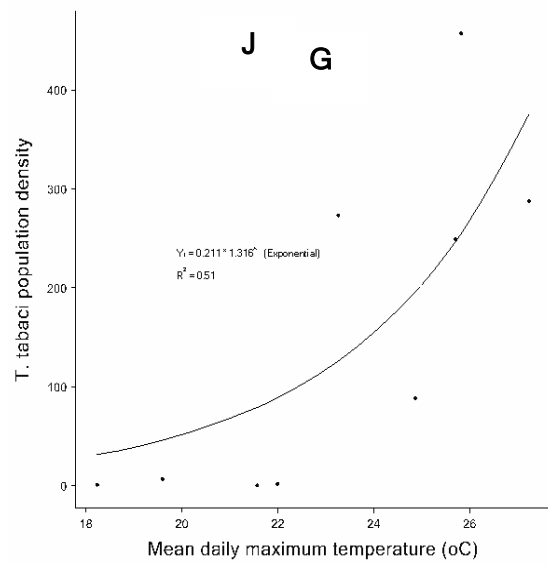 J
G
400
300
200
100
0
T. tabaci population density
Y₁ = 0.211 * 1.316ˣ (Exponential)
R² = 0.51
18 20 22 24 26
Mean daily maximum temperature (oC)